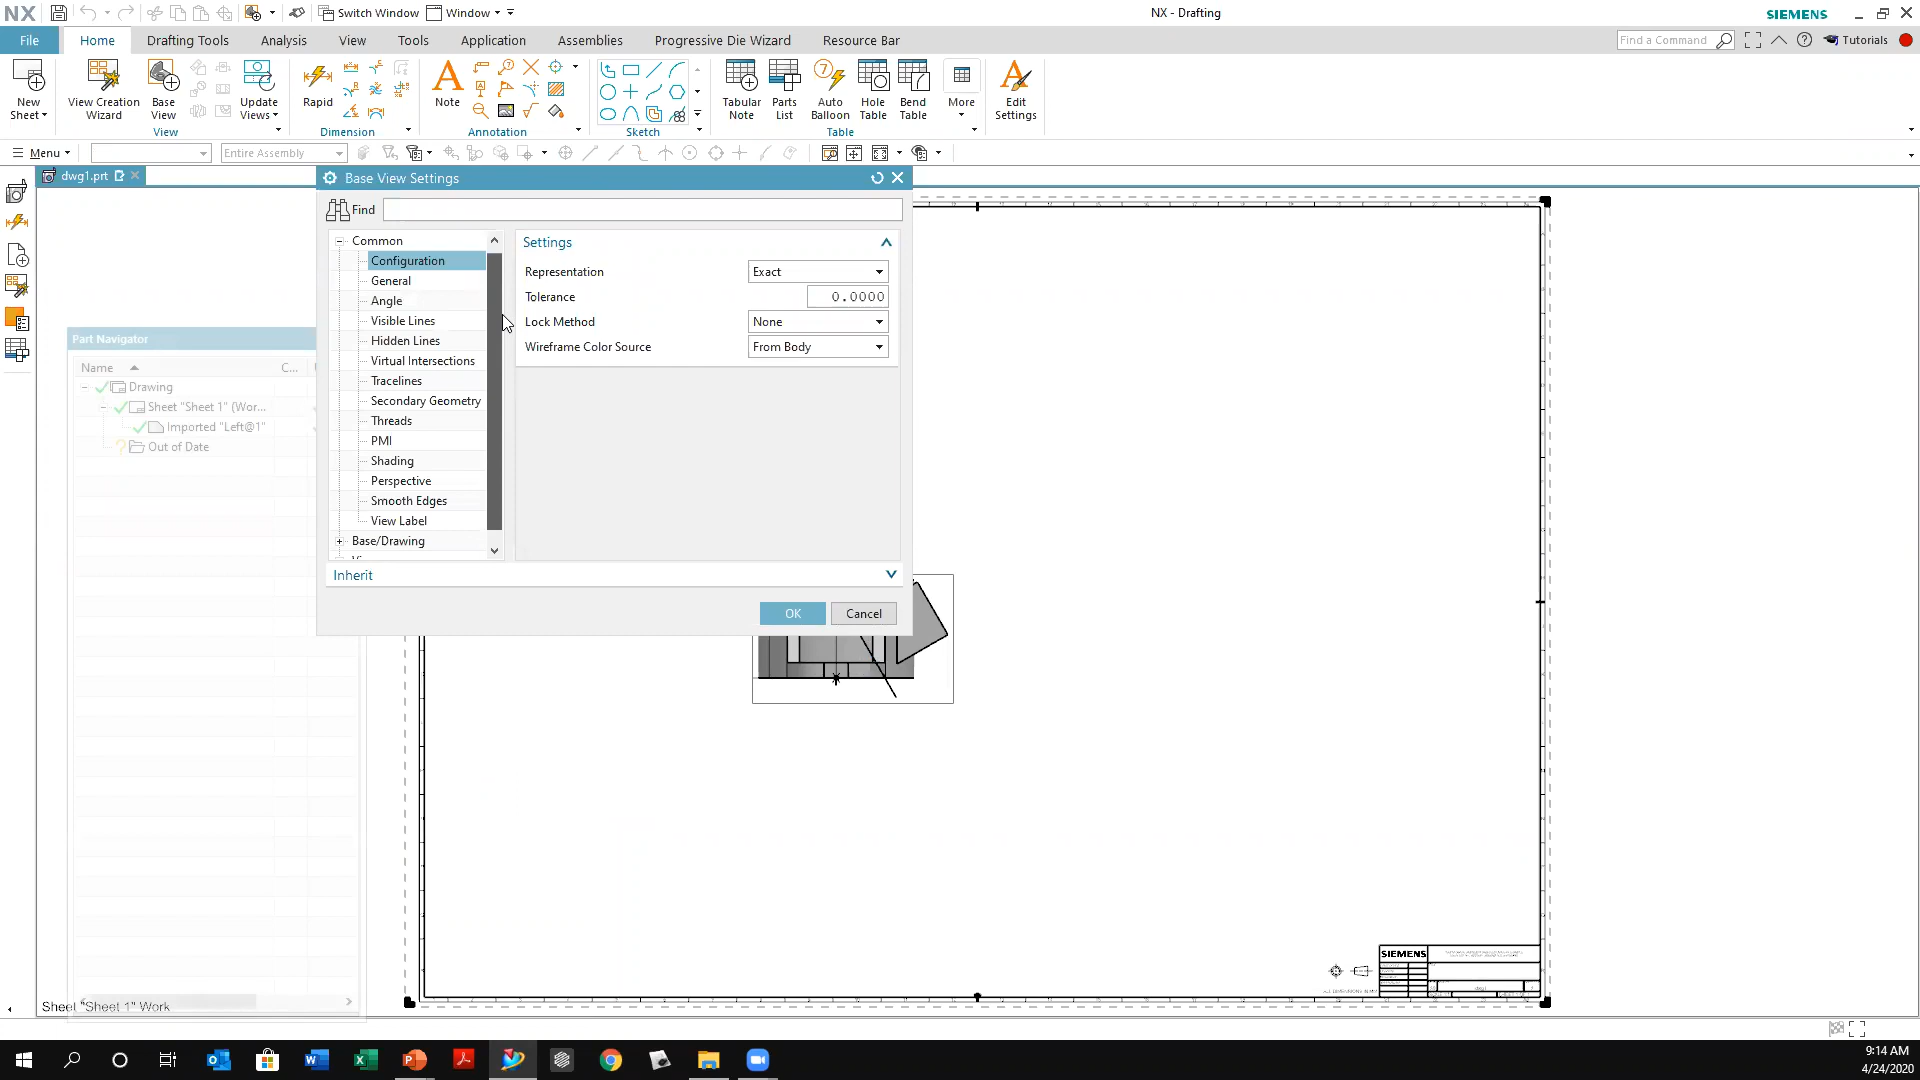 NX
Switch Window
Window
NX - Drafting
SIEMENS
File
Home
Drafting Tools
Analysis
View
Tools
Application
Assemblies
Progressive Die Wizard
Resource Bar
Find a Command
Tutorials
New Sheet
View Creation Wizard
Base View
Update Views
Rapid
Note
Tabular Note
Parts List
Auto Balloon
Hole Table
Bend Table
More
Edit Settings
View
Dimension
Annotation
Sketch
Table
Menu
Entire Assembly
dwg1.prt
Base View Settings
Find
Common
Configuration
General
Angle
Visible Lines
Hidden Lines
Virtual Intersections
Tracelines
Secondary Geometry
Threads
PMI
Shading
Perspective
Smooth Edges
View Label
Base/Drawing
Settings
Representation
Exact
Tolerance
0.0000
Lock Method
None
Wireframe Color Source
From Body
Inherit
OK
Cancel
Part Navigator
Name
C...
Drawing
Sheet "Sheet 1" (Wor...
Imported "Left@1"
Out of Date
SIEMENS
Sheet "Sheet 1" Work
9:14 AM
4/24/2020